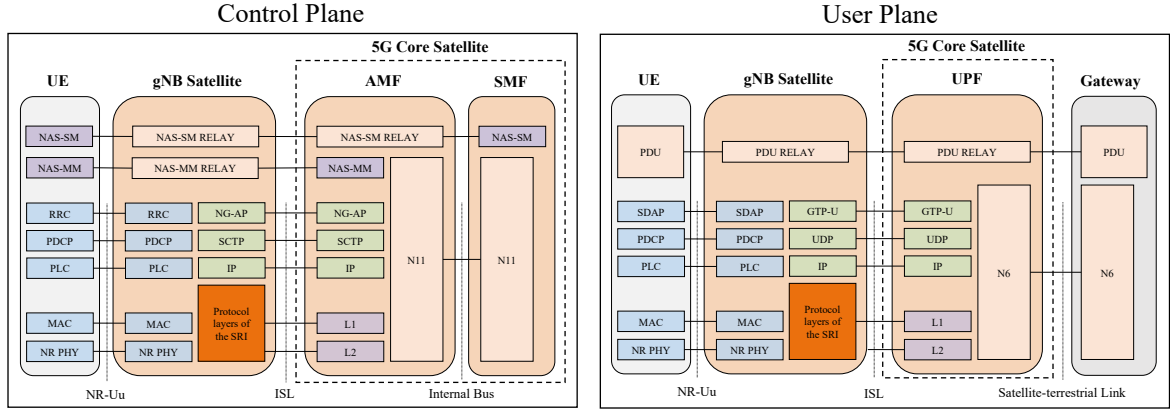 Control Plane
User Plane
5G Core Satellite
UE
gNB Satellite
AMF
SMF
NAS-SM
NAS-SM RELAY
NAS-SM RELAY
NAS-SM
NAS-MM
NAS-MM RELAY
NAS-MM
RRC
RRC
NG-AP
NG-AP
PDCP
PDCP
SCTP
SCTP
PLC
PLC
IP
IP
N11
N11
Protocol
layers of
the SRI
MAC
MAC
L1
NR PHY
NR PHY
L2
NR-Uu
ISL
Internal Bus
5G Core Satellite
UE
gNB Satellite
UPF
Gateway
PDU
PDU RELAY
PDU RELAY
PDU
SDAP
SDAP
GTP-U
GTP-U
PDCP
PDCP
UDP
UDP
PLC
PLC
IP
IP
N6
N6
Protocol
layers of
the SRI
MAC
MAC
L1
NR PHY
NR PHY
L2
NR-Uu
ISL
Satellite-terrestrial Link